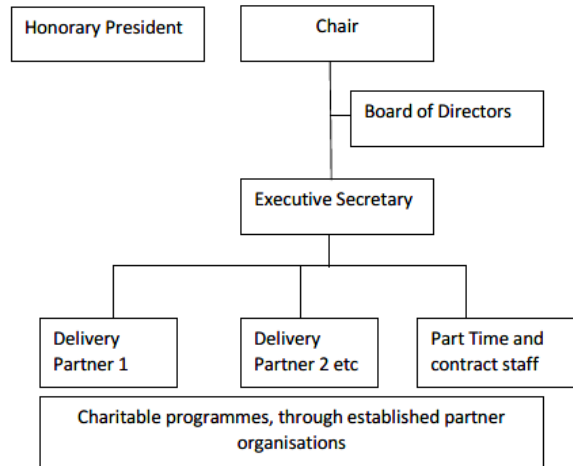 Honorary President
Chair
Board of Directors
Executive Secretary
Delivery
Partner 1
Delivery
Partner 2 etc
Part Time and
contract staff
Charitable programmes, through established partner
organisations